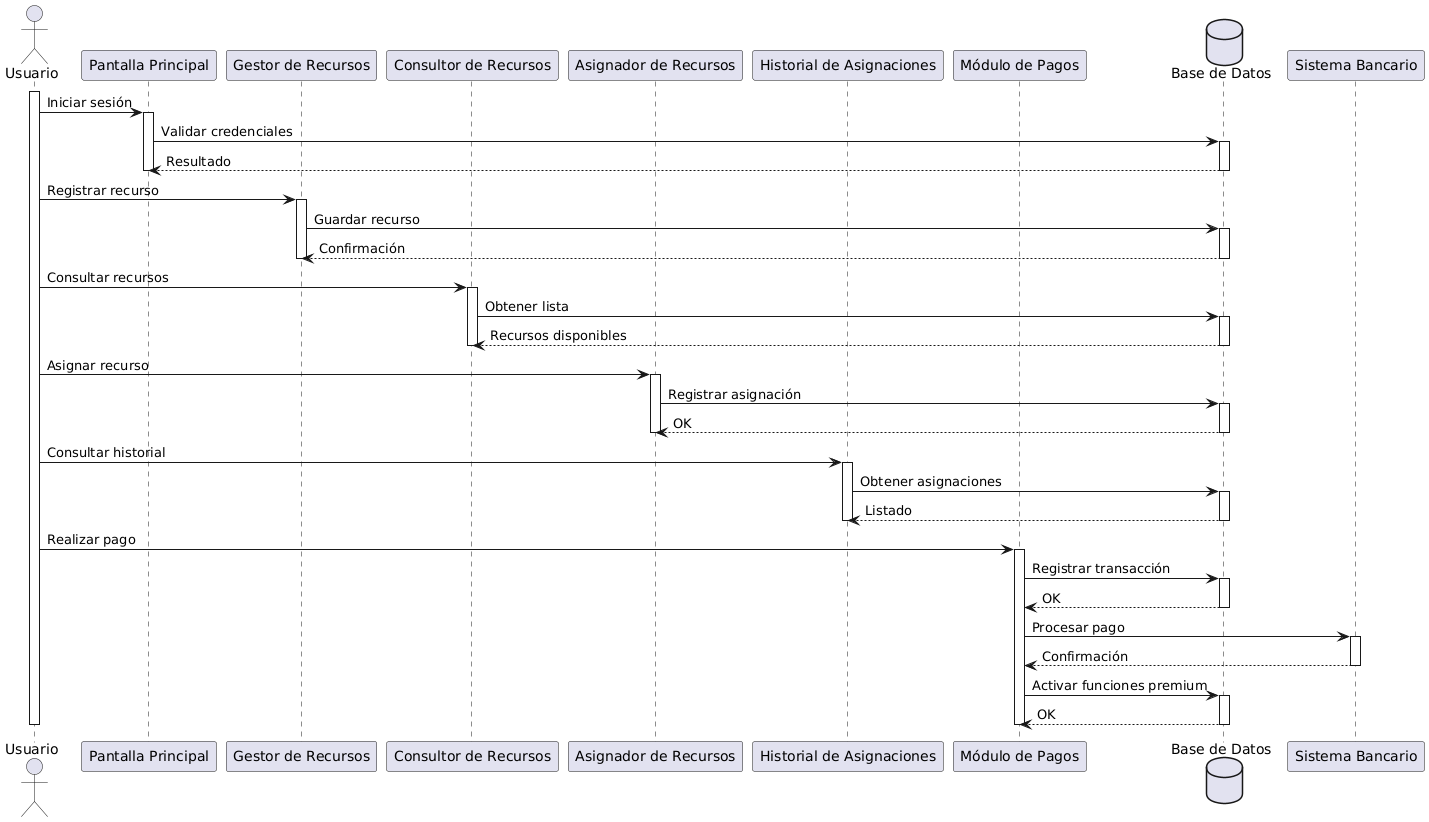 Usuario
Pantalla Principal
Gestor de Recursos
Consultor de Recursos
Asignador de Recursos
Historial de Asignaciones
Módulo de Pagos
Base de Datos
Sistema Bancario
Iniciar sesión
Validar credenciales
Resultado
Registrar recurso
Guardar recurso
Confirmación
Consultar recursos
Obtener lista
Recursos disponibles
Asignar recurso
Registrar asignación
OK
Consultar historial
Obtener asignaciones
Listado
Realizar pago
Registrar transacción
OK
Procesar pago
Confirmación
Activar funciones premium
OK
Usuario
Pantalla Principal
Gestor de Recursos
Consultor de Recursos
Asignador de Recursos
Historial de Asignaciones
Módulo de Pagos
Base de Datos
Sistema Bancario